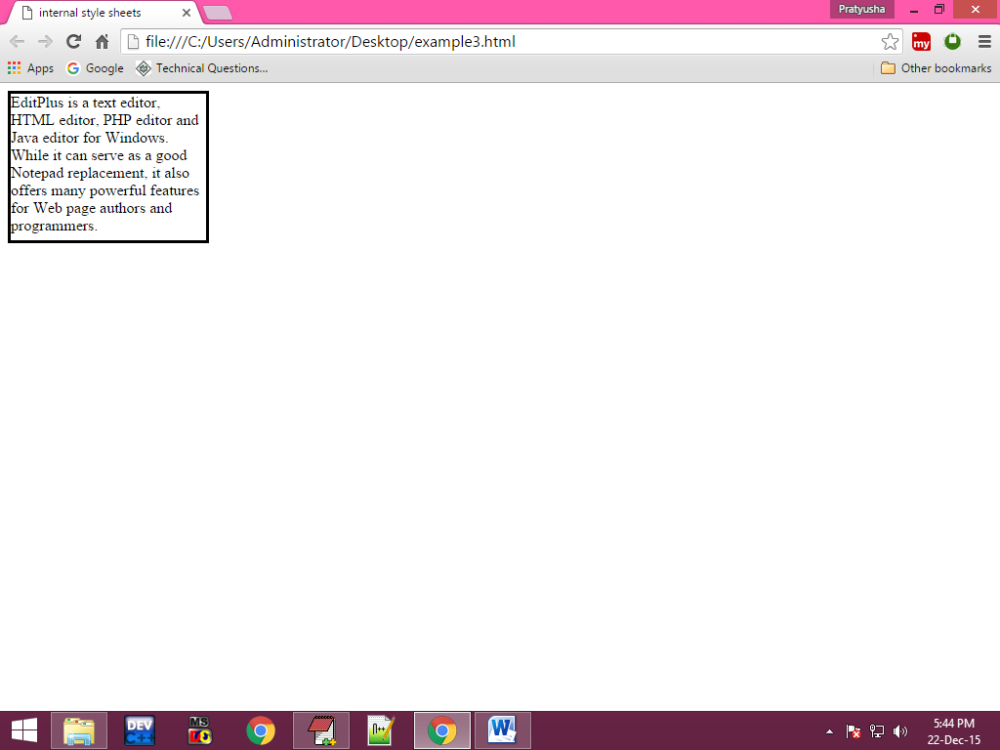 internal style sheets
Pratyusha
file:///C:/Users/Administrator/Desktop/example3.html
my
Apps
Google
Technical Questions...
Other bookmarks
EditPlus is a text editor,
HTML editor, PHP editor and
Java editor for Windows.
While it can serve as a good
Notepad replacement, it also
offers many powerful features
for Web page authors and
programmers.
DEV
C++
MS
5:44 PM
22-Dec-15